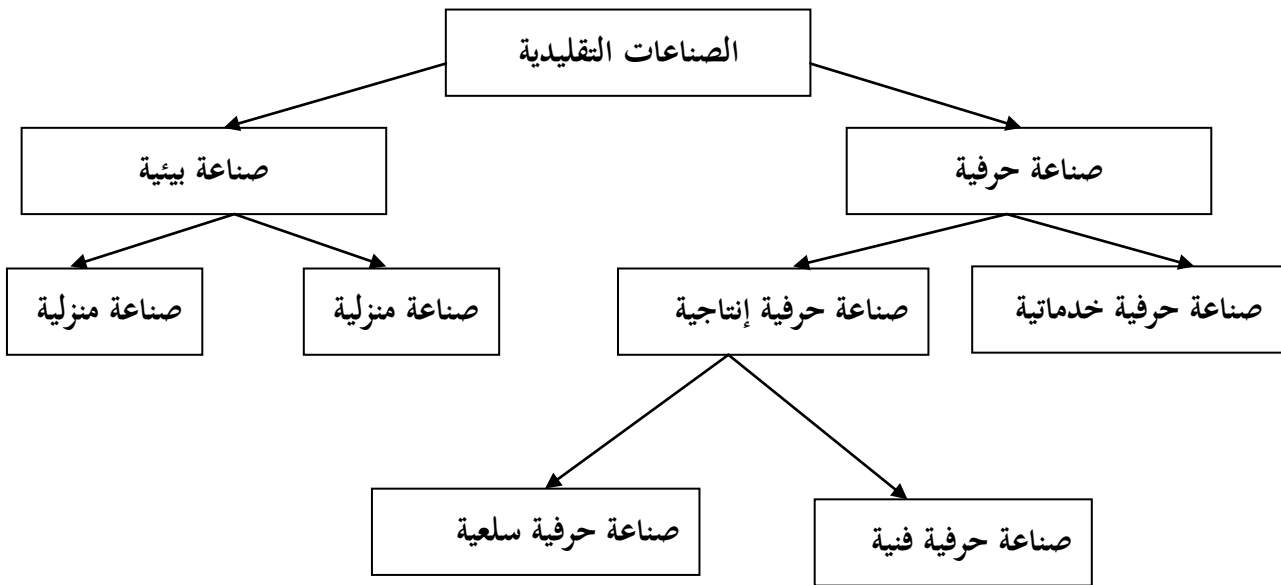 الصناعات التقليدية
صناعة حرفية
صناعة بيئية
صناعة حرفية خدماتية
صناعة حرفية إنتاجية
صناعة منزلية
صناعة منزلية
صناعة حرفية فنية
صناعة حرفية سلعية